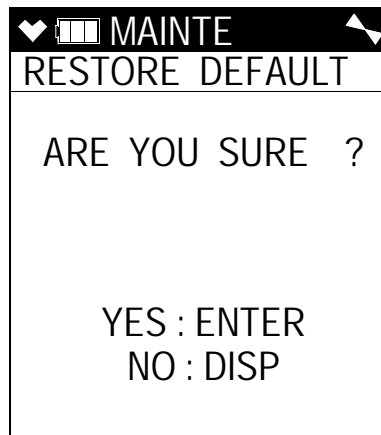 MAINTE
RESTORE DEFAULT
ARE YOU SURE ?
YES : ENTER
NO : DISP